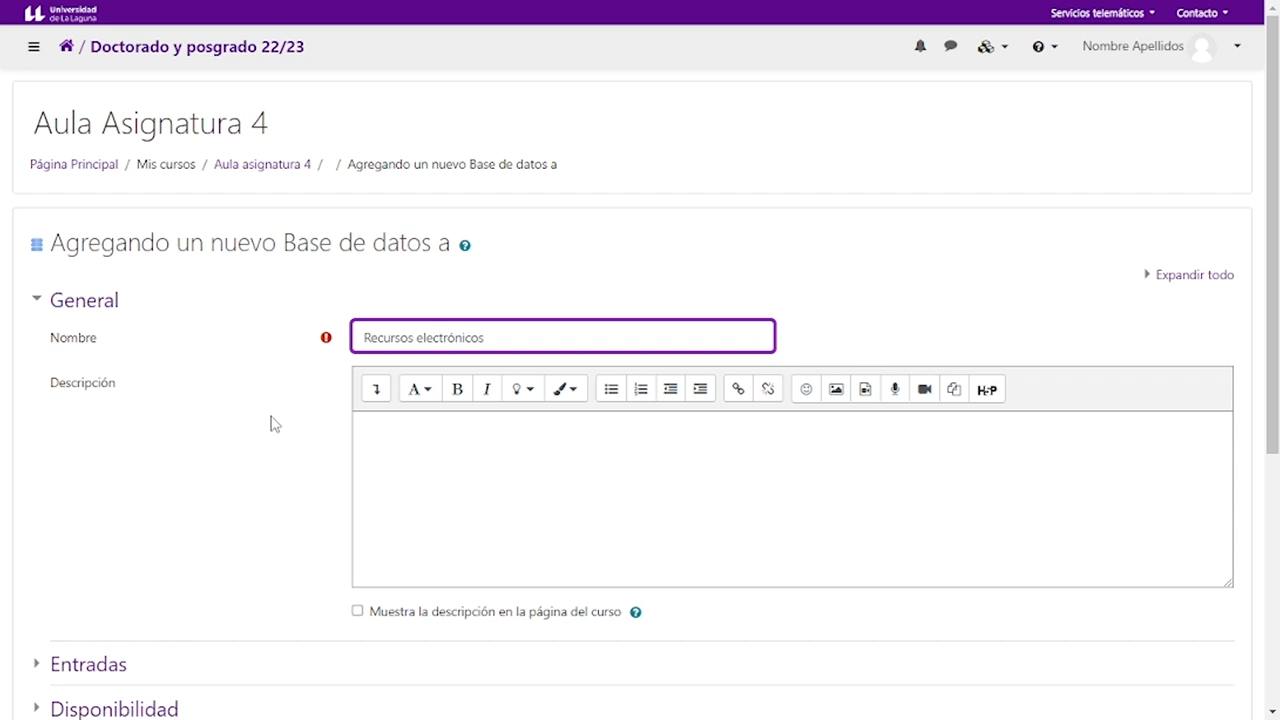 Universidad
de La Laguna
Servicios telemáticos
Contacto
/ Doctorado y posgrado 22/23
Nombre Apellidos
Aula Asignatura 4
Página Principal / Mis cursos / Aula asignatura 4 / / Agregando un nuevo Base de datos a
Agregando un nuevo Base de datos a
Expandir todo
General
Nombre
Recursos electrónicos
Descripción
A B I H-P
Muestra la descripción en la página del curso
Entradas
Disponibilidad